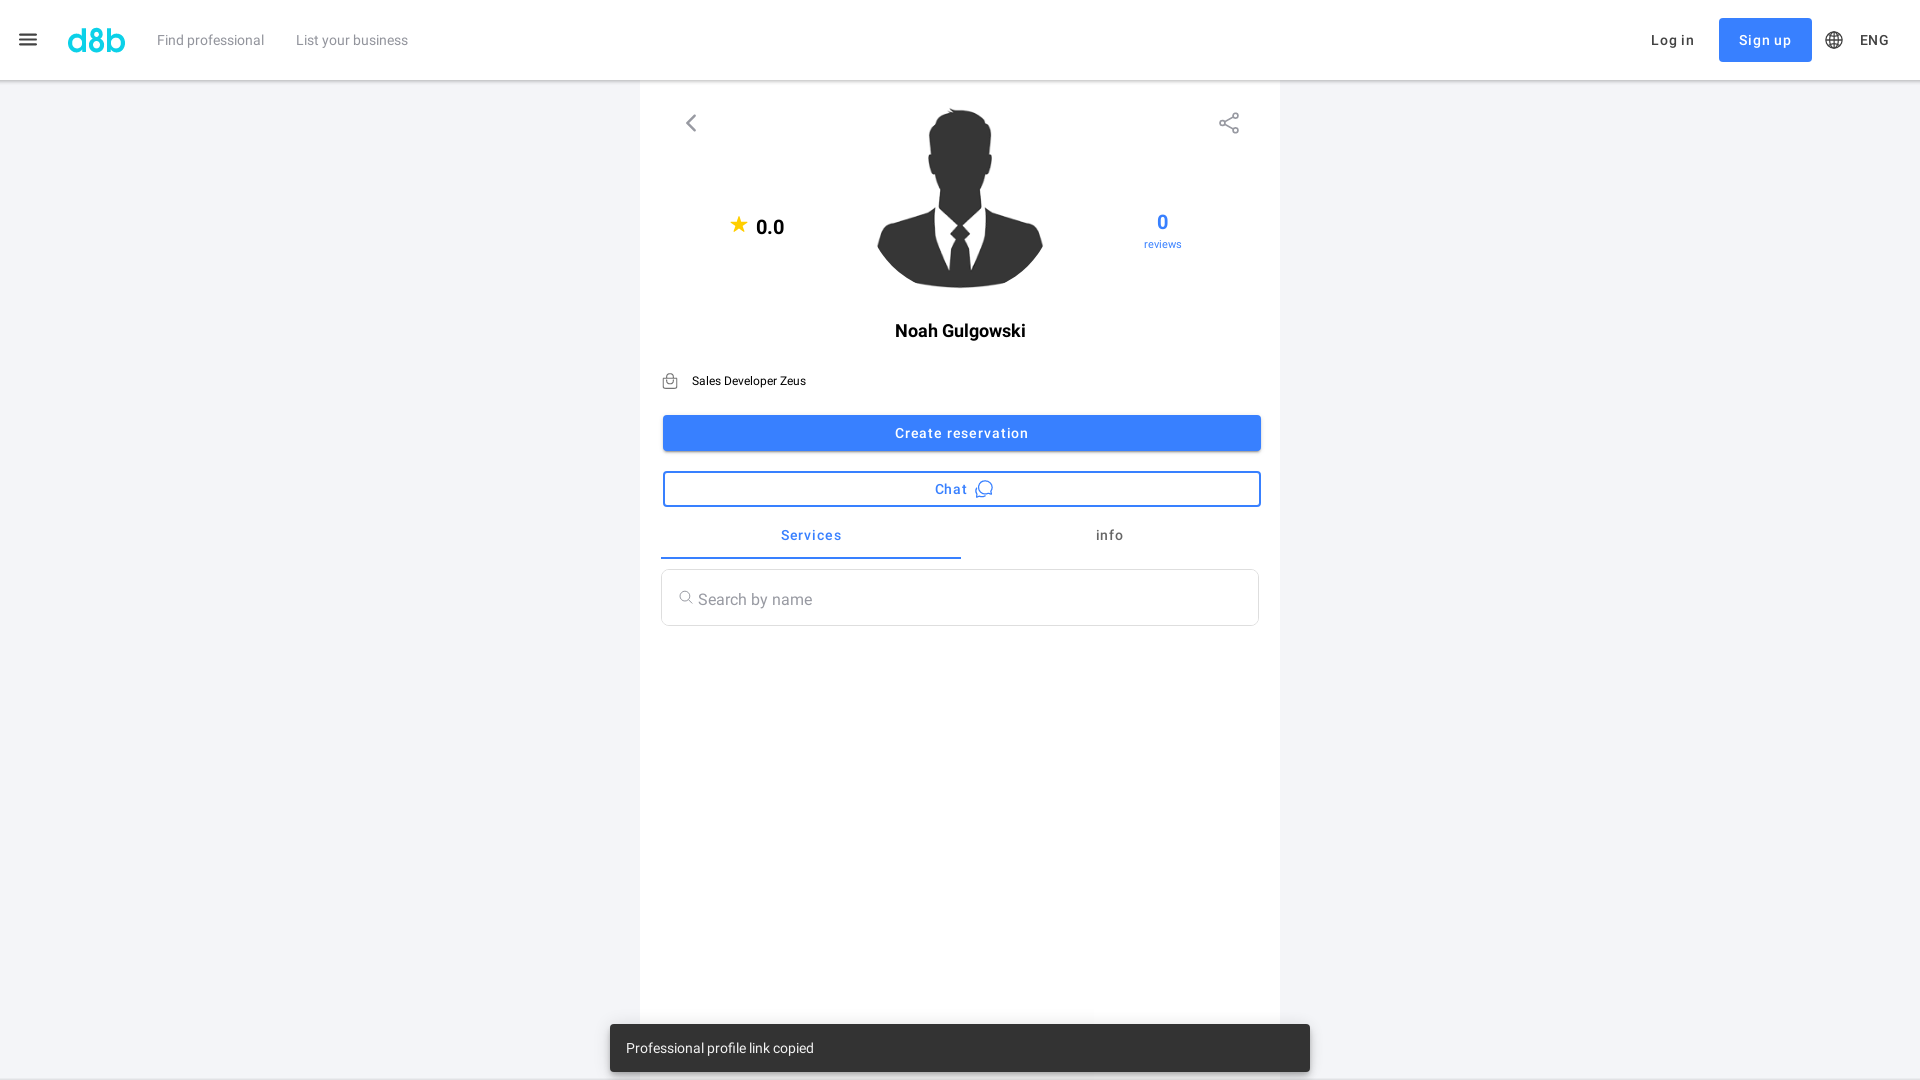 d8b
Find professional
List your business
Log in
Sign up
ENG
0.0
0
reviews
Noah Gulgowski
Sales Developer Zeus
Create reservation
Chat
Services
info
Search by name
Professional profile link copied